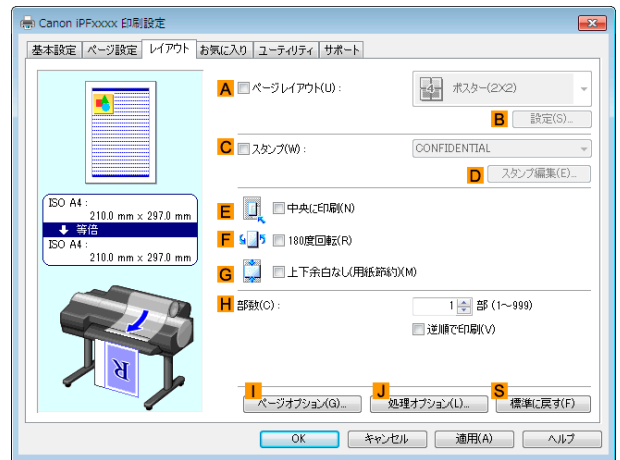 Canon iPFxxxx 印刷設定
基本設定 ページ設定 レイアウト お気に入り ユーティリティ サポート
A ページレイアウト(U) : 4 ポスター(2×2)
B 設定(S)...
C スタンプ(W) : CONFIDENTIAL
D スタンプ編集(E)...
ISO A4 :
210.0 mm x 297.0 mm
等倍
ISO A4 :
210.0 mm x 297.0 mm
E 中央に印刷(N)
F 180度回転(R)
G 上下余白なし(用紙節約)(M)
H 部数(C) : 1 部 (1～999)
逆順で印刷(V)
R
I ページオプション(G)... J 処理オプション(L)... S 標準に戻す(F)
OK キャンセル 適用(A) ヘルプ